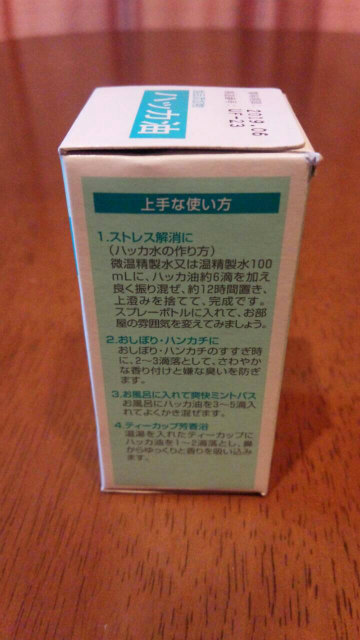 ハッカ油
2019.06
UF-23
上手な使い方
1.ストレス解消に
(ハッカ水の作り方)
微温精製水又は温精製水100
mLに、ハッカ油約6滴を加え
良く振り混ぜ、約12時間置き、
上澄みを捨てて、完成です。
スプレーボトルに入れて、お部
屋の雰囲気を変えてみましょう。
2.おしぼり・ハンカチに
おしぼり・ハンカチのすすぎ時
に、2〜3滴落として、さわやか
な香り付けと嫌な臭いを防ぎ
ます。
3.お風呂に入れて爽快ミントバス
お風呂にハッカ油を3〜5滴入
れてよくかき混ぜます。
4.ティーカップ芳香浴
温湯を入れたティーカップに
ハッカ油を1〜2滴落とし、鼻
からゆっくりと香りを吸い込み
ます。